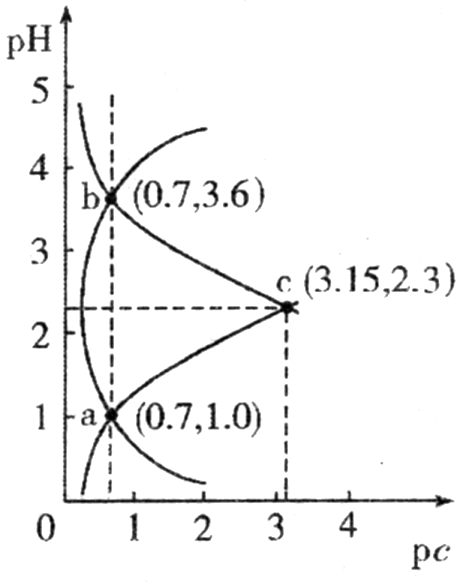 pH
5
4
b (0.7,3.6)
3
c (3.15,2.3)
2
1 a (0.7,1.0)
0 1 2 3 4
pc